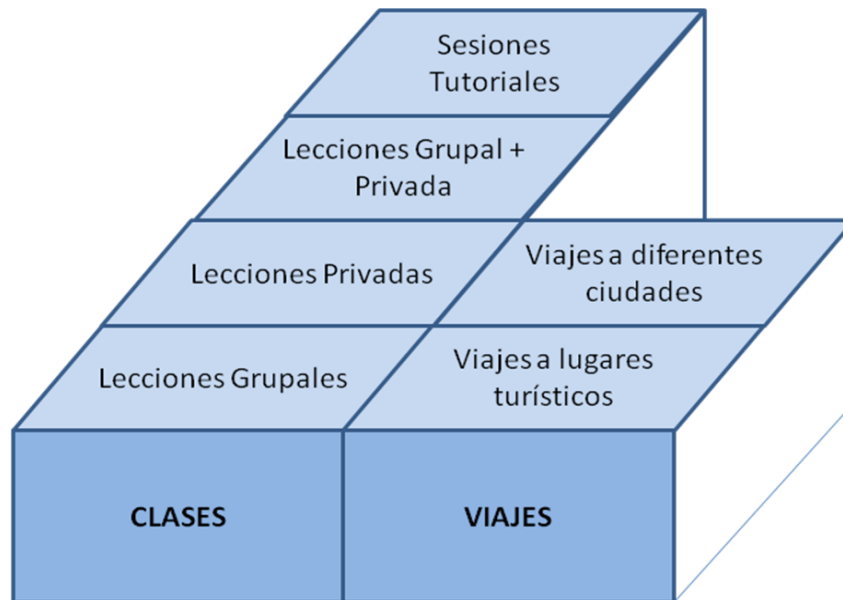 Sesiones
Tutoriales
Lecciones Grupal +
Privada
Lecciones Privadas
Viajes a diferentes
ciudades
Lecciones Grupales
Viajes a lugares
turísticos
CLASES
VIAJES